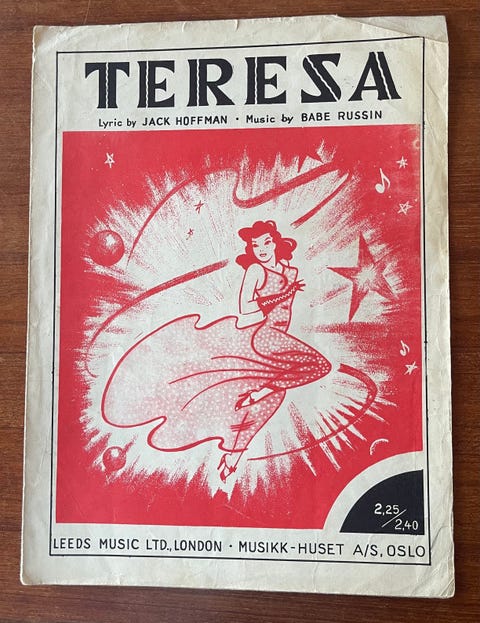 TERESA
Lyric by JACK HOFFMAN · Music by BABE RUSSIN
2,25/2,40
LEEDS MUSIC LTD., LONDON · MUSIKK-HUSET A/S, OSLO